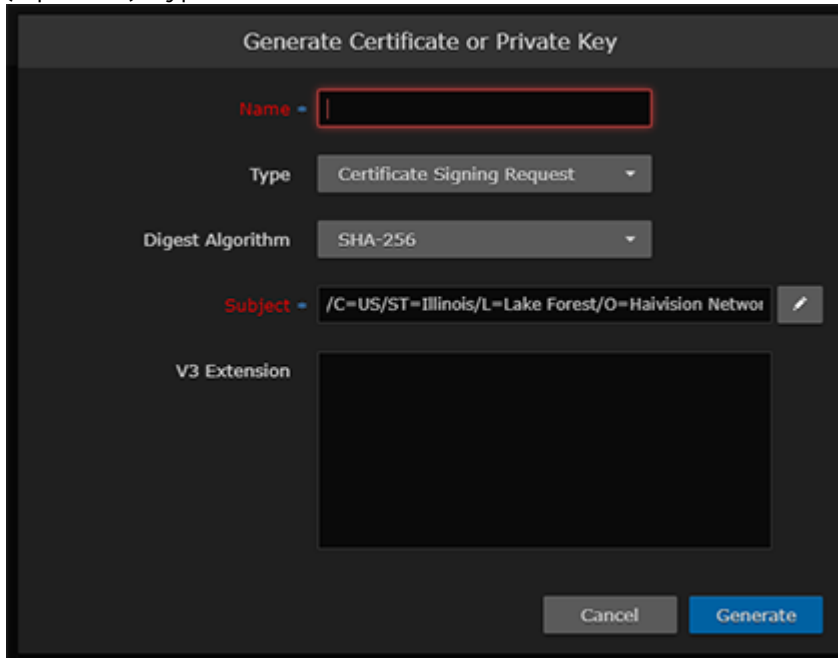 Generate Certificate or Private Key
Name
Type Certificate Signing Request
Digest Algorithm SHA-256
Subject /C=US/ST=Illinois/L=Lake Forest/O=Haivision
V3 Extension
Cancel Generate